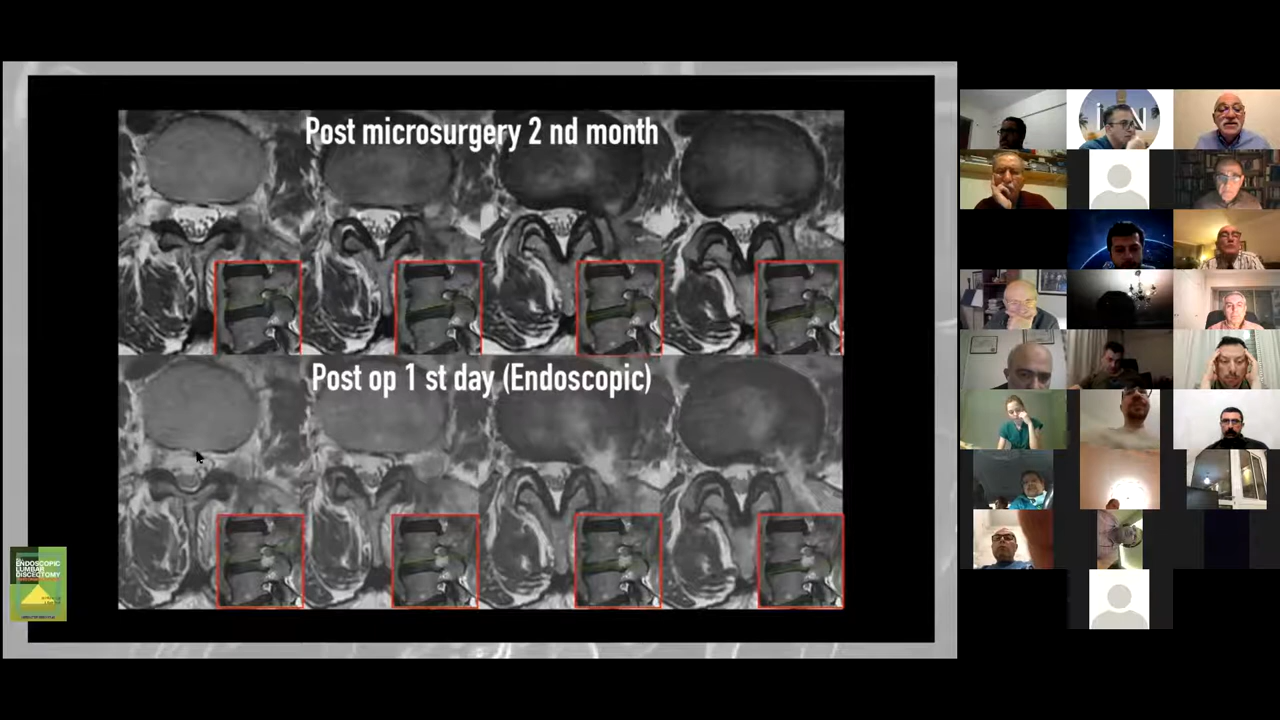 Post microsurgery 2 nd month
Post op 1 st day (Endoscopic)
ENDOSCOPIC
LUMBAR
DISCECTOMY